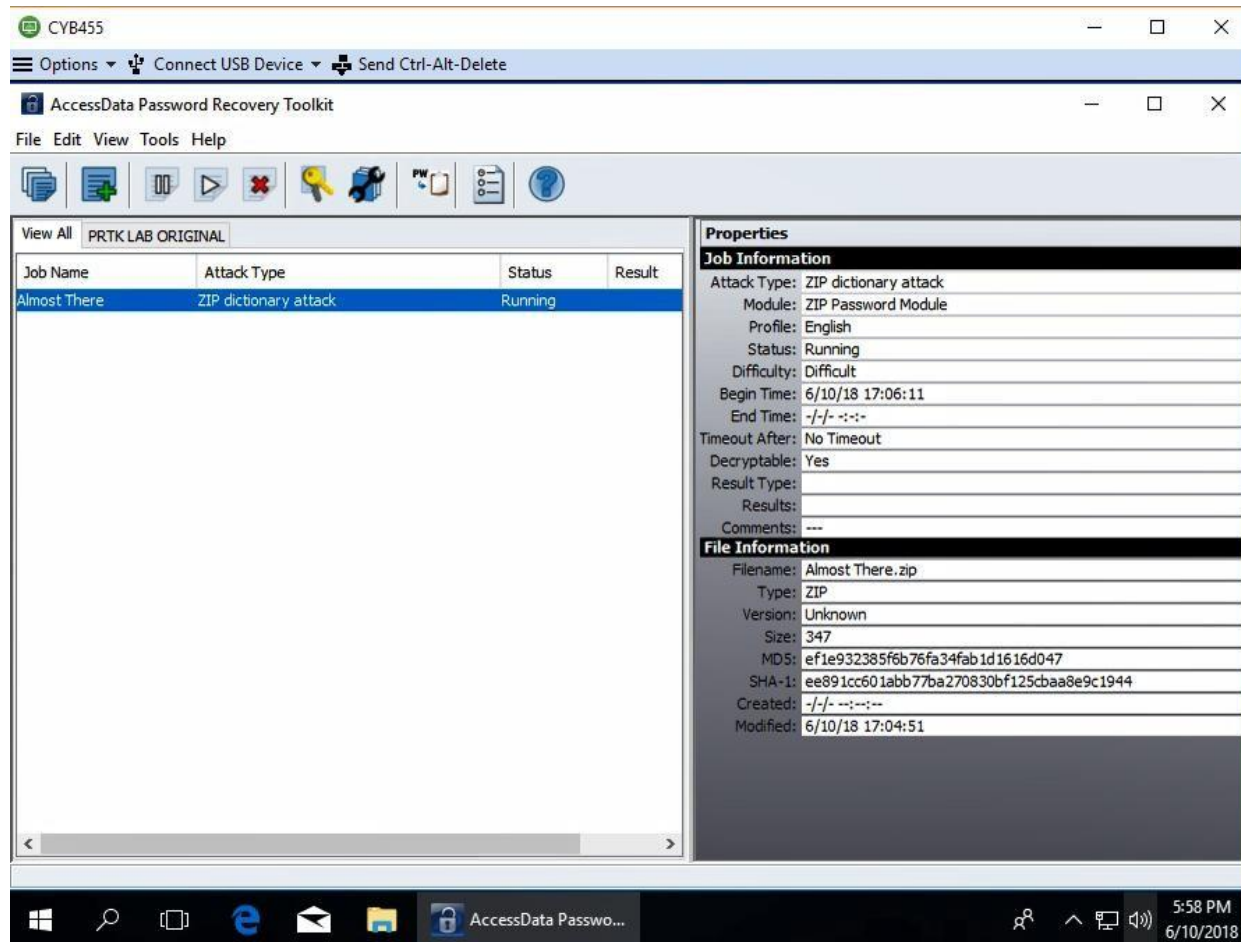 CYB455
Options Connect USB Device Send Ctrl-Alt-Delete
AccessData Password Recovery Toolkit
File Edit View Tools Help
PW
View All PRTK LAB ORIGINAL
Job Name Attack Type Status Result
Almost There ZIP dictionary attack Running
Properties
Job Information
Attack Type: ZIP dictionary attack
Module: ZIP Password Module
Profile: English
Status: Running
Difficulty: Difficult
Begin Time: 6/10/18 17:06:11
End Time: -/-/- -:-:-
Timeout After: No Timeout
Decryptable: Yes
Result Type:
Results:
Comments: ---
File Information
Filename: Almost There.zip
Type: ZIP
Version: Unknown
Size: 347
MD5: ef1e932385f6b76fa34fab1d1616d047
SHA-1: ee891cc601abb77ba270830bf125cbaa8e9c1944
Created: -/-/- --:--:--
Modified: 6/10/18 17:04:51
AccessData Passwo...
5:58 PM
6/10/2018